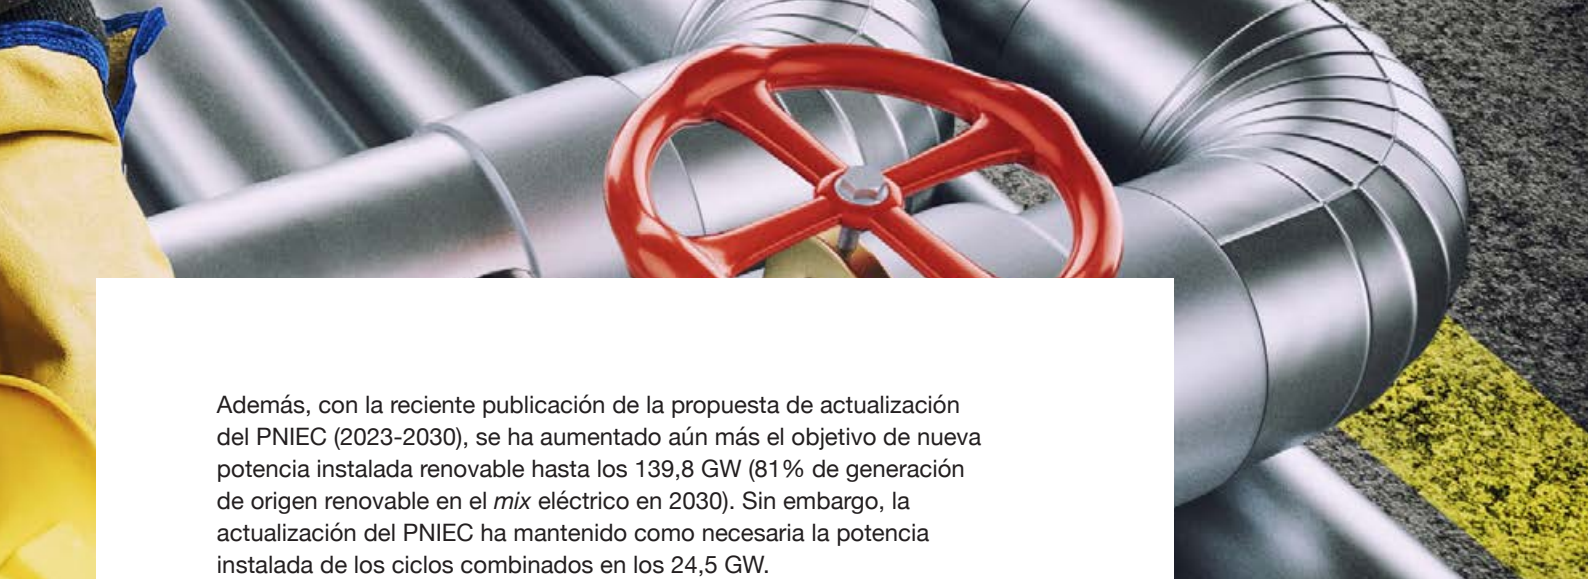 Además, con la reciente publicación de la propuesta de actualización
del PNIEC (2023-2030), se ha aumentado aún más el objetivo de nueva
potencia instalada renovable hasta los 139,8 GW (81% de generación
de origen renovable en el mix eléctrico en 2030). Sin embargo, la
actualización del PNIEC ha mantenido como necesaria la potencia
instalada de los ciclos combinados en los 24,5 GW.